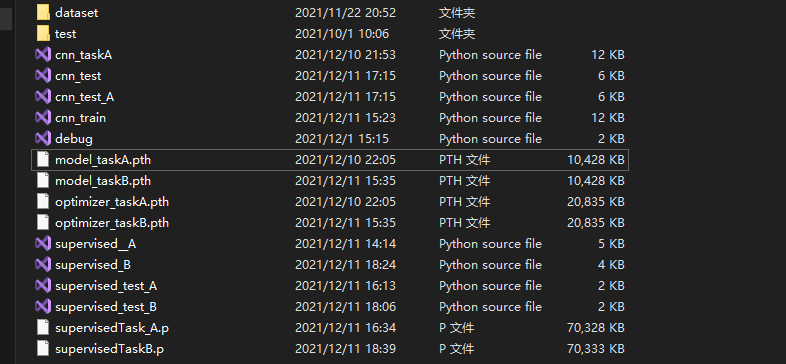 dataset 2021/11/22 20:52 文件夹
test 2021/10/1 10:06 文件夹
cnn_taskA 2021/12/10 21:53 Python source file 12 KB
cnn_test 2021/12/11 17:15 Python source file 6 KB
cnn_test_A 2021/12/11 17:15 Python source file 6 KB
cnn_train 2021/12/11 15:23 Python source file 12 KB
debug 2021/12/1 15:15 Python source file 2 KB
model_taskA.pth 2021/12/10 22:05 PTH 文件 10,428 KB
model_taskB.pth 2021/12/11 15:35 PTH 文件 10,428 KB
optimizer_taskA.pth 2021/12/10 22:05 PTH 文件 20,835 KB
optimizer_taskB.pth 2021/12/11 15:35 PTH 文件 20,835 KB
supervised__A 2021/12/11 14:14 Python source file 5 KB
supervised_B 2021/12/11 18:24 Python source file 4 KB
supervised_test_A 2021/12/11 16:13 Python source file 2 KB
supervised_test_B 2021/12/11 18:06 Python source file 2 KB
supervisedTask_A.p 2021/12/11 16:34 P 文件 70,328 KB
supervisedTaskB.p 2021/12/11 18:39 P 文件 70,333 KB